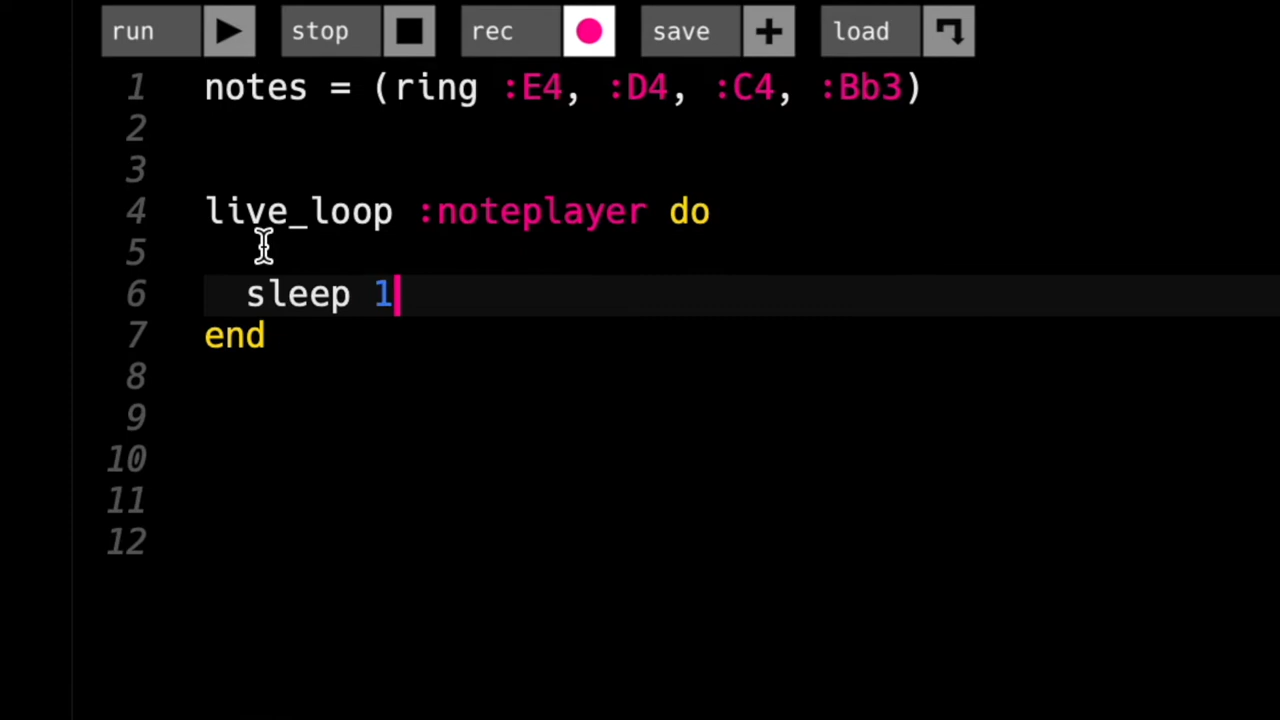 run stop rec save load
1 notes = (ring :E4, :D4, :C4, :Bb3)
2
3
4 live_loop :noteplayer do
5
6 sleep 1
7 end
8
9
10
11
12